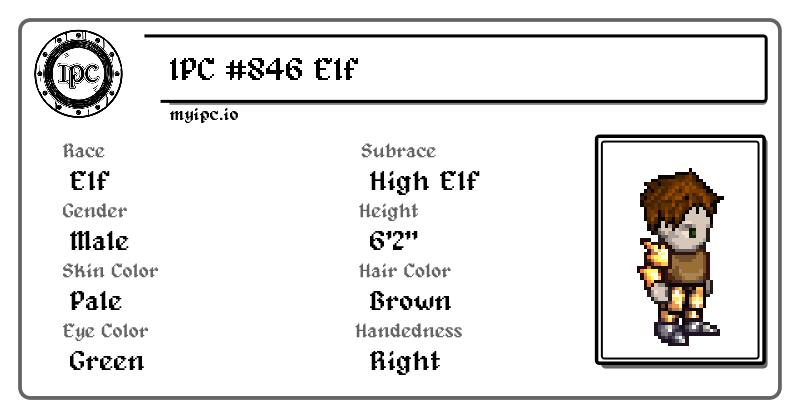 IPC
IPC #846 Elf
myipc.io
Race
Elf
Subrace
High Elf
Gender
Male
Height
6'2"
Skin Color
Pale
Hair Color
Brown
Eye Color
Green
Handedness
Right